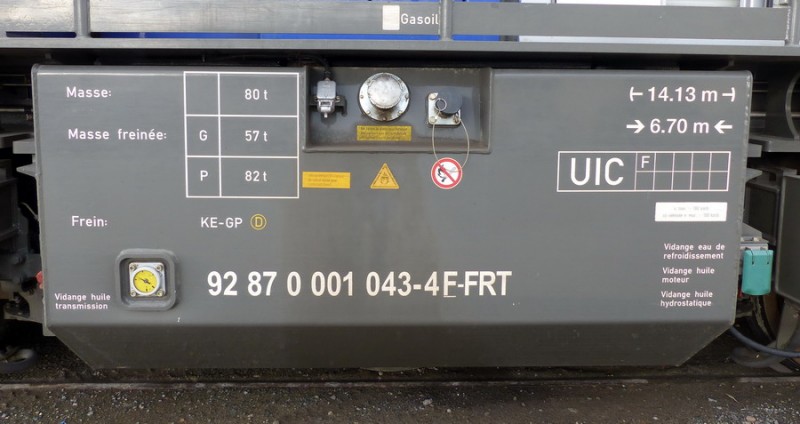 Gasoil
Masse: 80 t
Masse freinée: G 57 t
P 82 t
Frein: KE-GP D
14.13 m
6.70 m
UIC F
92 87 0 001 043-4 F-FRT
Vidange huile
transmission
Vidange eau de
refroidissement
Vidange huile
moteur
Vidange huile
hydrostatique